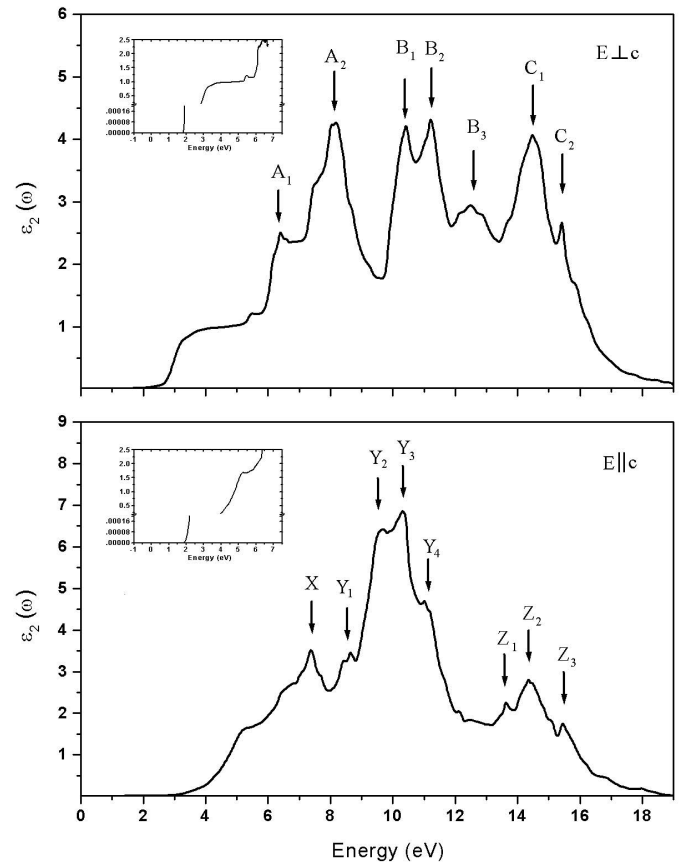 6
5
4
3
2
1
ε₂ (ω)
2.5
2.0
1.5
1.0
0.5
.00016
.00008
.00000
-1 0 1 2 3 4 5 6 7
Energy (eV)
A₁
A₂
B₁
B₂
B₃
C₁
C₂
E⊥c
9
8
7
6
5
4
3
2
1
ε₂ (ω)
2.5
2.0
1.5
1.0
0.5
.00016
.00008
.00000
-1 0 1 2 3 4 5 6 7
Energy (eV)
X
Y₁
Y₂
Y₃
Y₄
Z₁
Z₂
Z₃
E||c
0 2 4 6 8 10 12 14 16 18
Energy (eV)